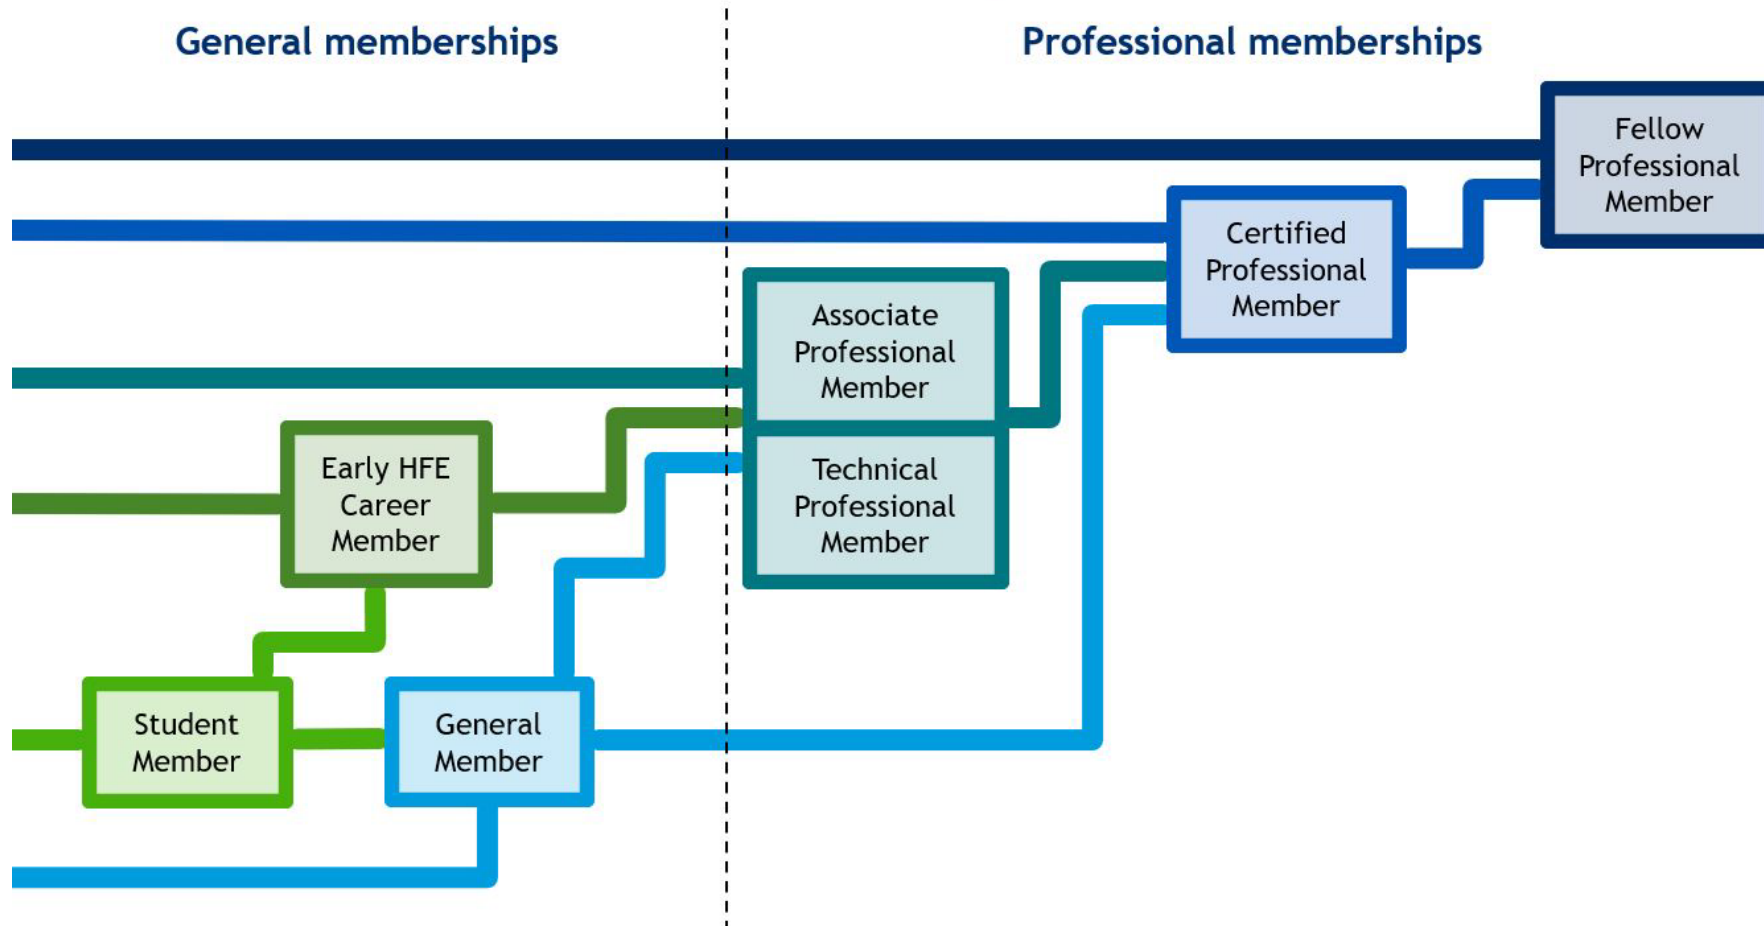 General memberships
Professional memberships
Fellow
Professional
Member
Certified
Professional
Member
Associate
Professional
Member
Early HFE
Career
Member
Technical
Professional
Member
Student
Member
General
Member